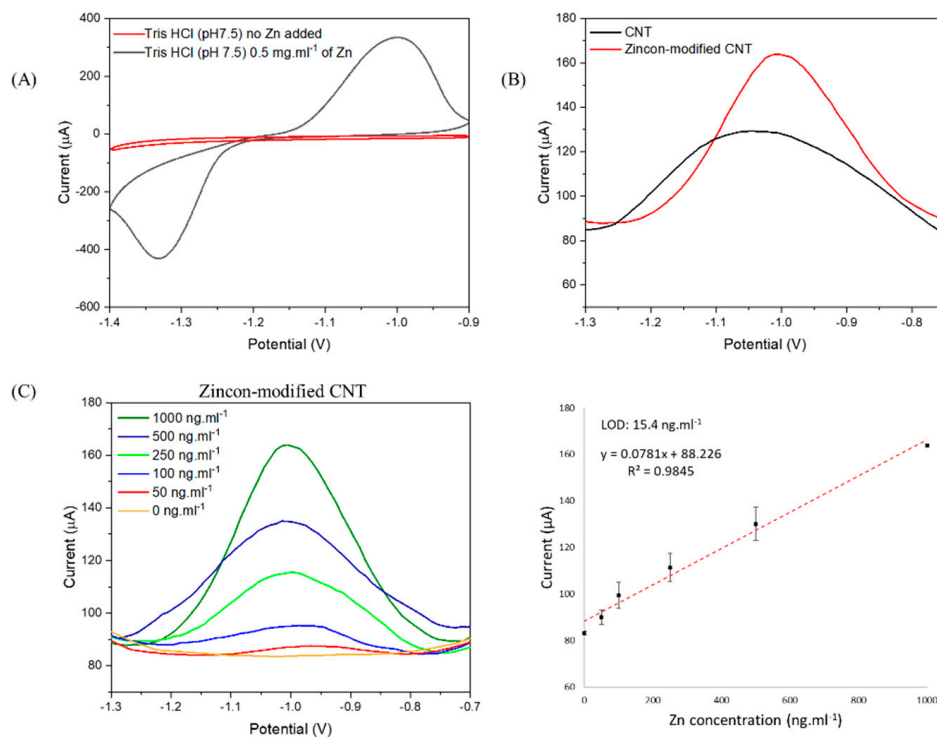 (A)
400
200
0
-200
-400
-600
Current (µA)
Tris HCl (pH7.5) no Zn added
Tris HCl (pH 7.5) 0.5 mg.ml⁻¹ of Zn
-1.4 -1.3 -1.2 -1.1 -1.0 -0.9
Potential (V)
(B)
180
160
140
120
100
80
60
Current (µA)
CNT
Zincon-modified CNT
-1.3 -1.2 -1.1 -1.0 -0.9 -0.8
Potential (V)
(C)
Zincon-modified CNT
180
160
140
120
100
80
Current (µA)
1000 ng.ml⁻¹
500 ng.ml⁻¹
250 ng.ml⁻¹
100 ng.ml⁻¹
50 ng.ml⁻¹
0 ng.ml⁻¹
-1.3 -1.2 -1.1 -1.0 -0.9 -0.8 -0.7
Potential (V)
180
160
140
120
100
80
60
Current (µA)
LOD: 15.4 ng.ml⁻¹
y = 0.0781x + 88.226
R² = 0.9845
0 200 400 600 800 1000
Zn concentration (ng.ml⁻¹)